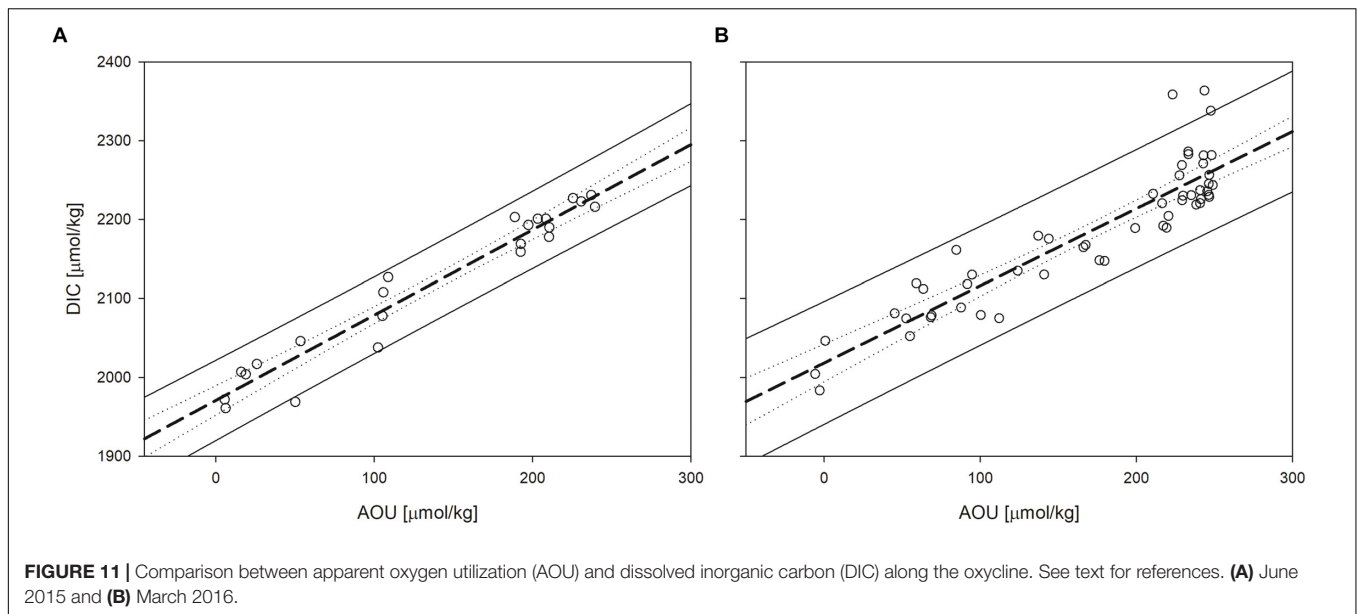 A
B
2400
2300
2200
2100
2000
1900
DIC [μmol/kg]
0 100 200 300
AOU [μmol/kg]
0 100 200 300
AOU [μmol/kg]
FIGURE 11 | Comparison between apparent oxygen utilization (AOU) and dissolved inorganic carbon (DIC) along the oxycline. See text for references. (A) June
2015 and (B) March 2016.